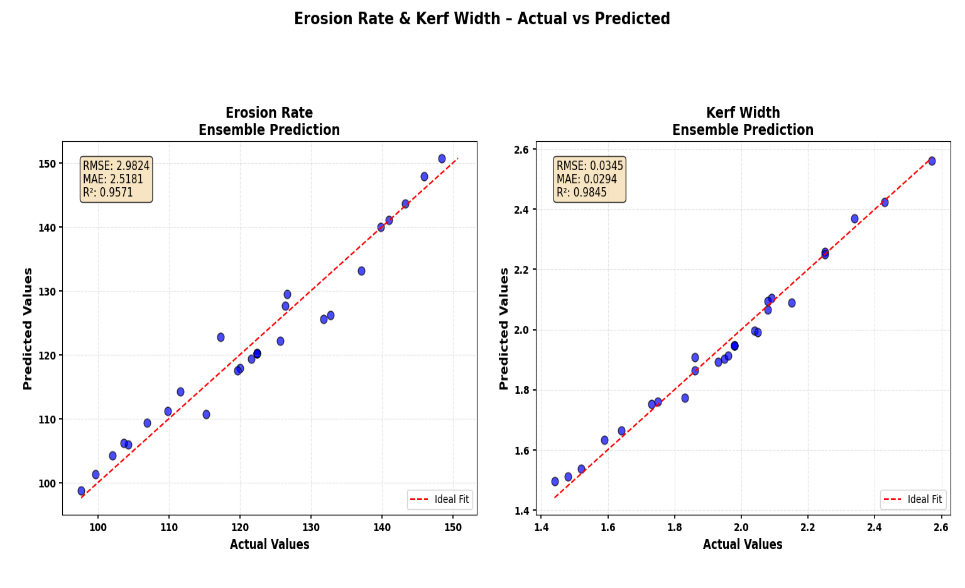 Erosion Rate & Kerf Width – Actual vs Predicted
Erosion Rate
Ensemble Prediction
RMSE: 2.9824
MAE: 2.5181
R²: 0.9571
150
140
130
120
110
100
Predicted Values
100
110
120
130
140
150
Actual Values
Ideal Fit
Kerf Width
Ensemble Prediction
RMSE: 0.0345
MAE: 0.0294
R²: 0.9845
2.6
2.4
2.2
2.0
1.8
1.6
1.4
Predicted Values
1.4
1.6
1.8
2.0
2.2
2.4
2.6
Actual Values
Ideal Fit